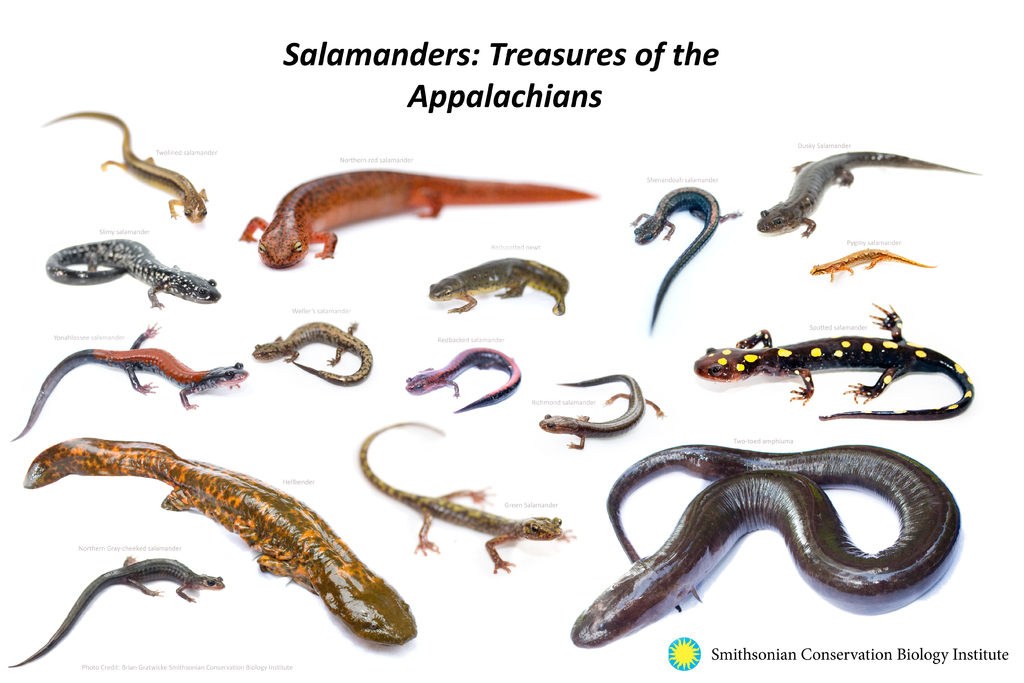 Salamanders: Treasures of the
Appalachians
Twolined salamander
Northern red salamander
Dusky Salamander
Shenandoah salamander
Slimy salamander
Redspotted newt
Pygmy salamander
Weller's salamander
Yonahlossee salamander
Redbacked salamander
Spotted salamander
Richmond salamander
Two-toed amphiuma
Hellbender
Green Salamander
Northern Gray-cheeked salamander
Photo Credit: Brian Gratwicke Smithsonian Conservation Biology Institute
Smithsonian Conservation Biology Institute